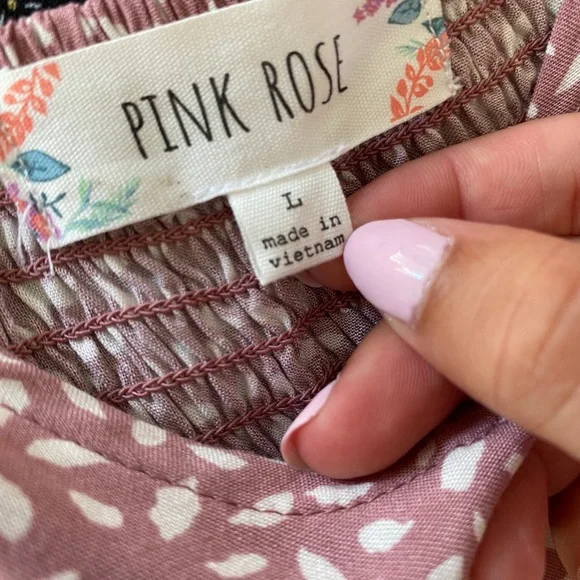 PINK ROSE
L
made in
vietnam